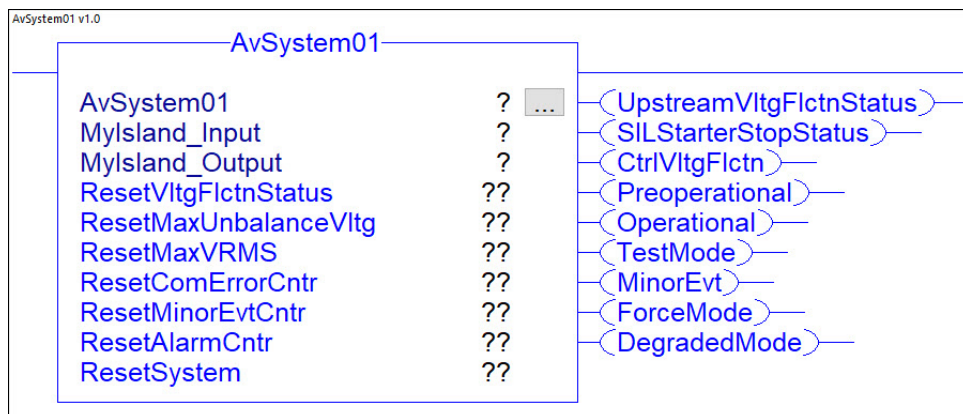 AvSystem01 v1.0
AvSystem01
AvSystem01 ? ... UpstreamVltgFlctnStatus
MyIsland_Input ? SILStarterStopStatus
MyIsland_Output ? CtrlVltgFlctn
ResetVltgFlctnStatus ?? Preoperational
ResetMaxUnbalanceVltg ?? Operational
ResetMaxVRMS ?? TestMode
ResetComErrorCntr ?? MinorEvt
ResetMinorEvtCntr ?? ForceMode
ResetAlarmCntr ?? DegradedMode
ResetSystem ??